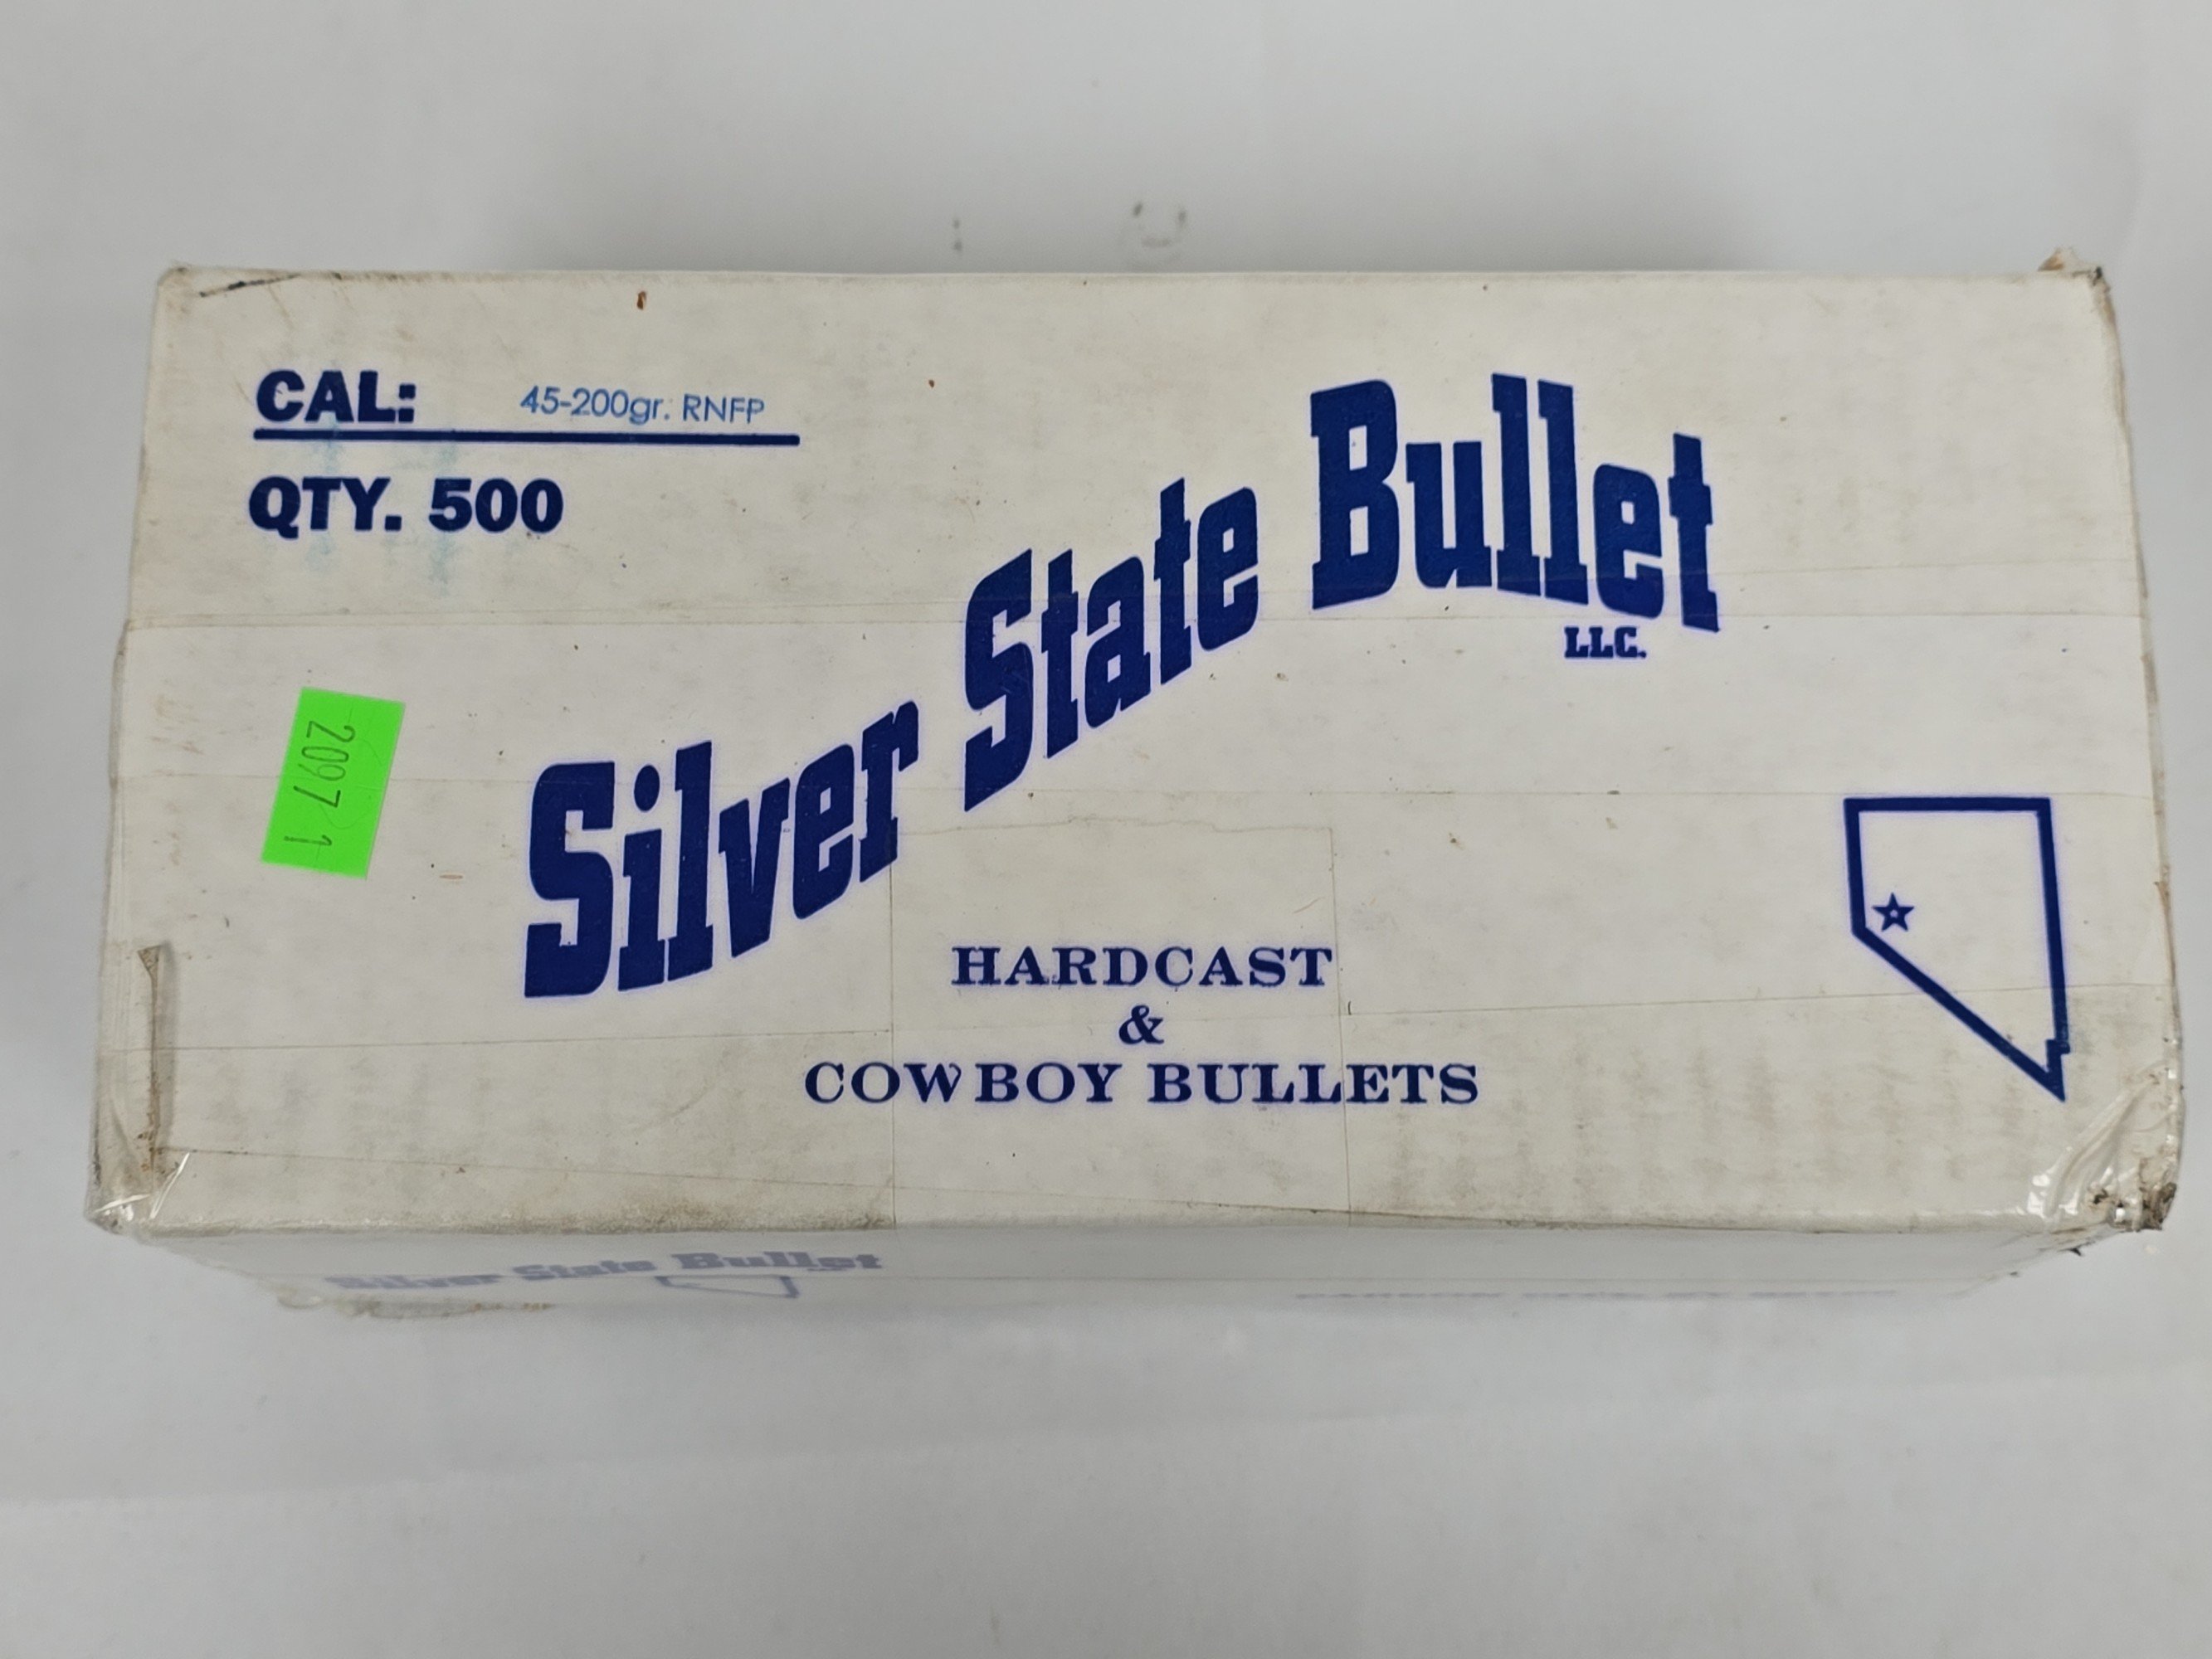 CAL: 45-200gr. RNFP
QTY. 500
Silver State Bullet
LLC.
2097 1
HARDCAST
&
COWBOY BULLETS
Silver State Bullet